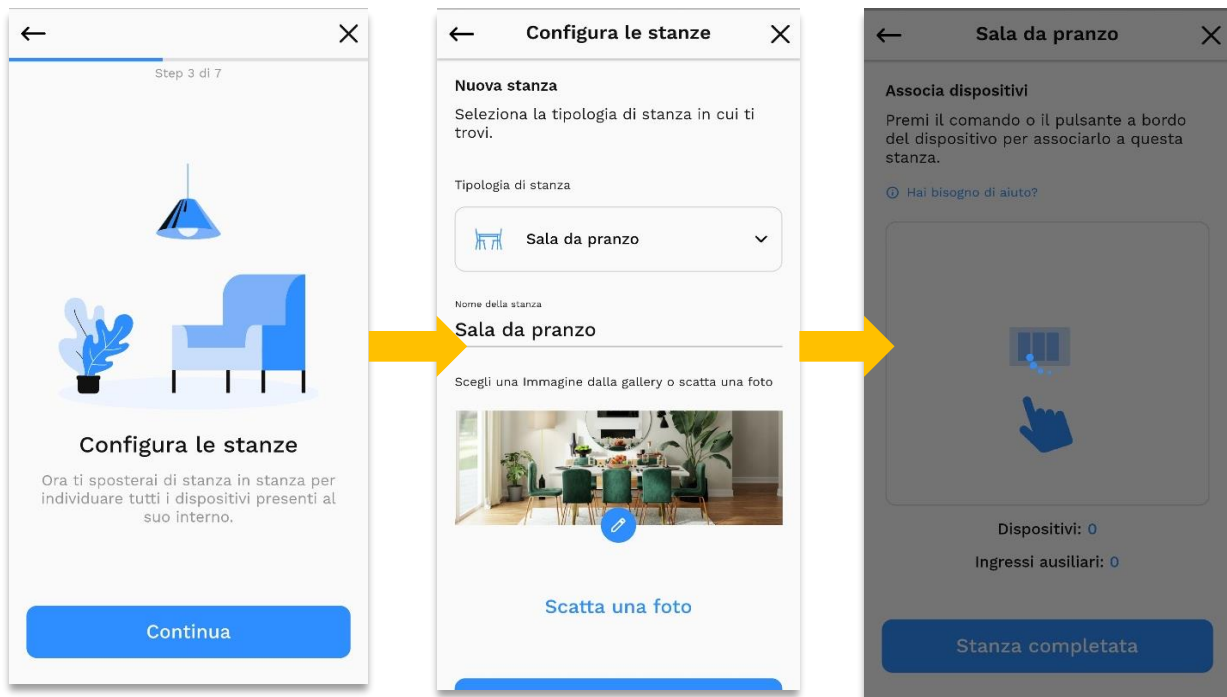 Step 3 di 7
Configura le stanze
Ora ti sposterai di stanza in stanza per
individuare tutti i dispositivi presenti al
suo interno.
Continua
Configura le stanze
Nuova stanza
Seleziona la tipologia di stanza in cui ti
trovi.
Tipologia di stanza
Sala da pranzo
Nome della stanza
Sala da pranzo
Scegli una Immagine dalla gallery o scatta una foto
Scatta una foto
Sala da pranzo
Associa dispositivi
Premi il comando o il pulsante a bordo
del dispositivo per associarlo a questa
stanza.
Hai bisogno di aiuto?
Dispositivi: 0
Ingressi ausiliari: 0
Stanza completata